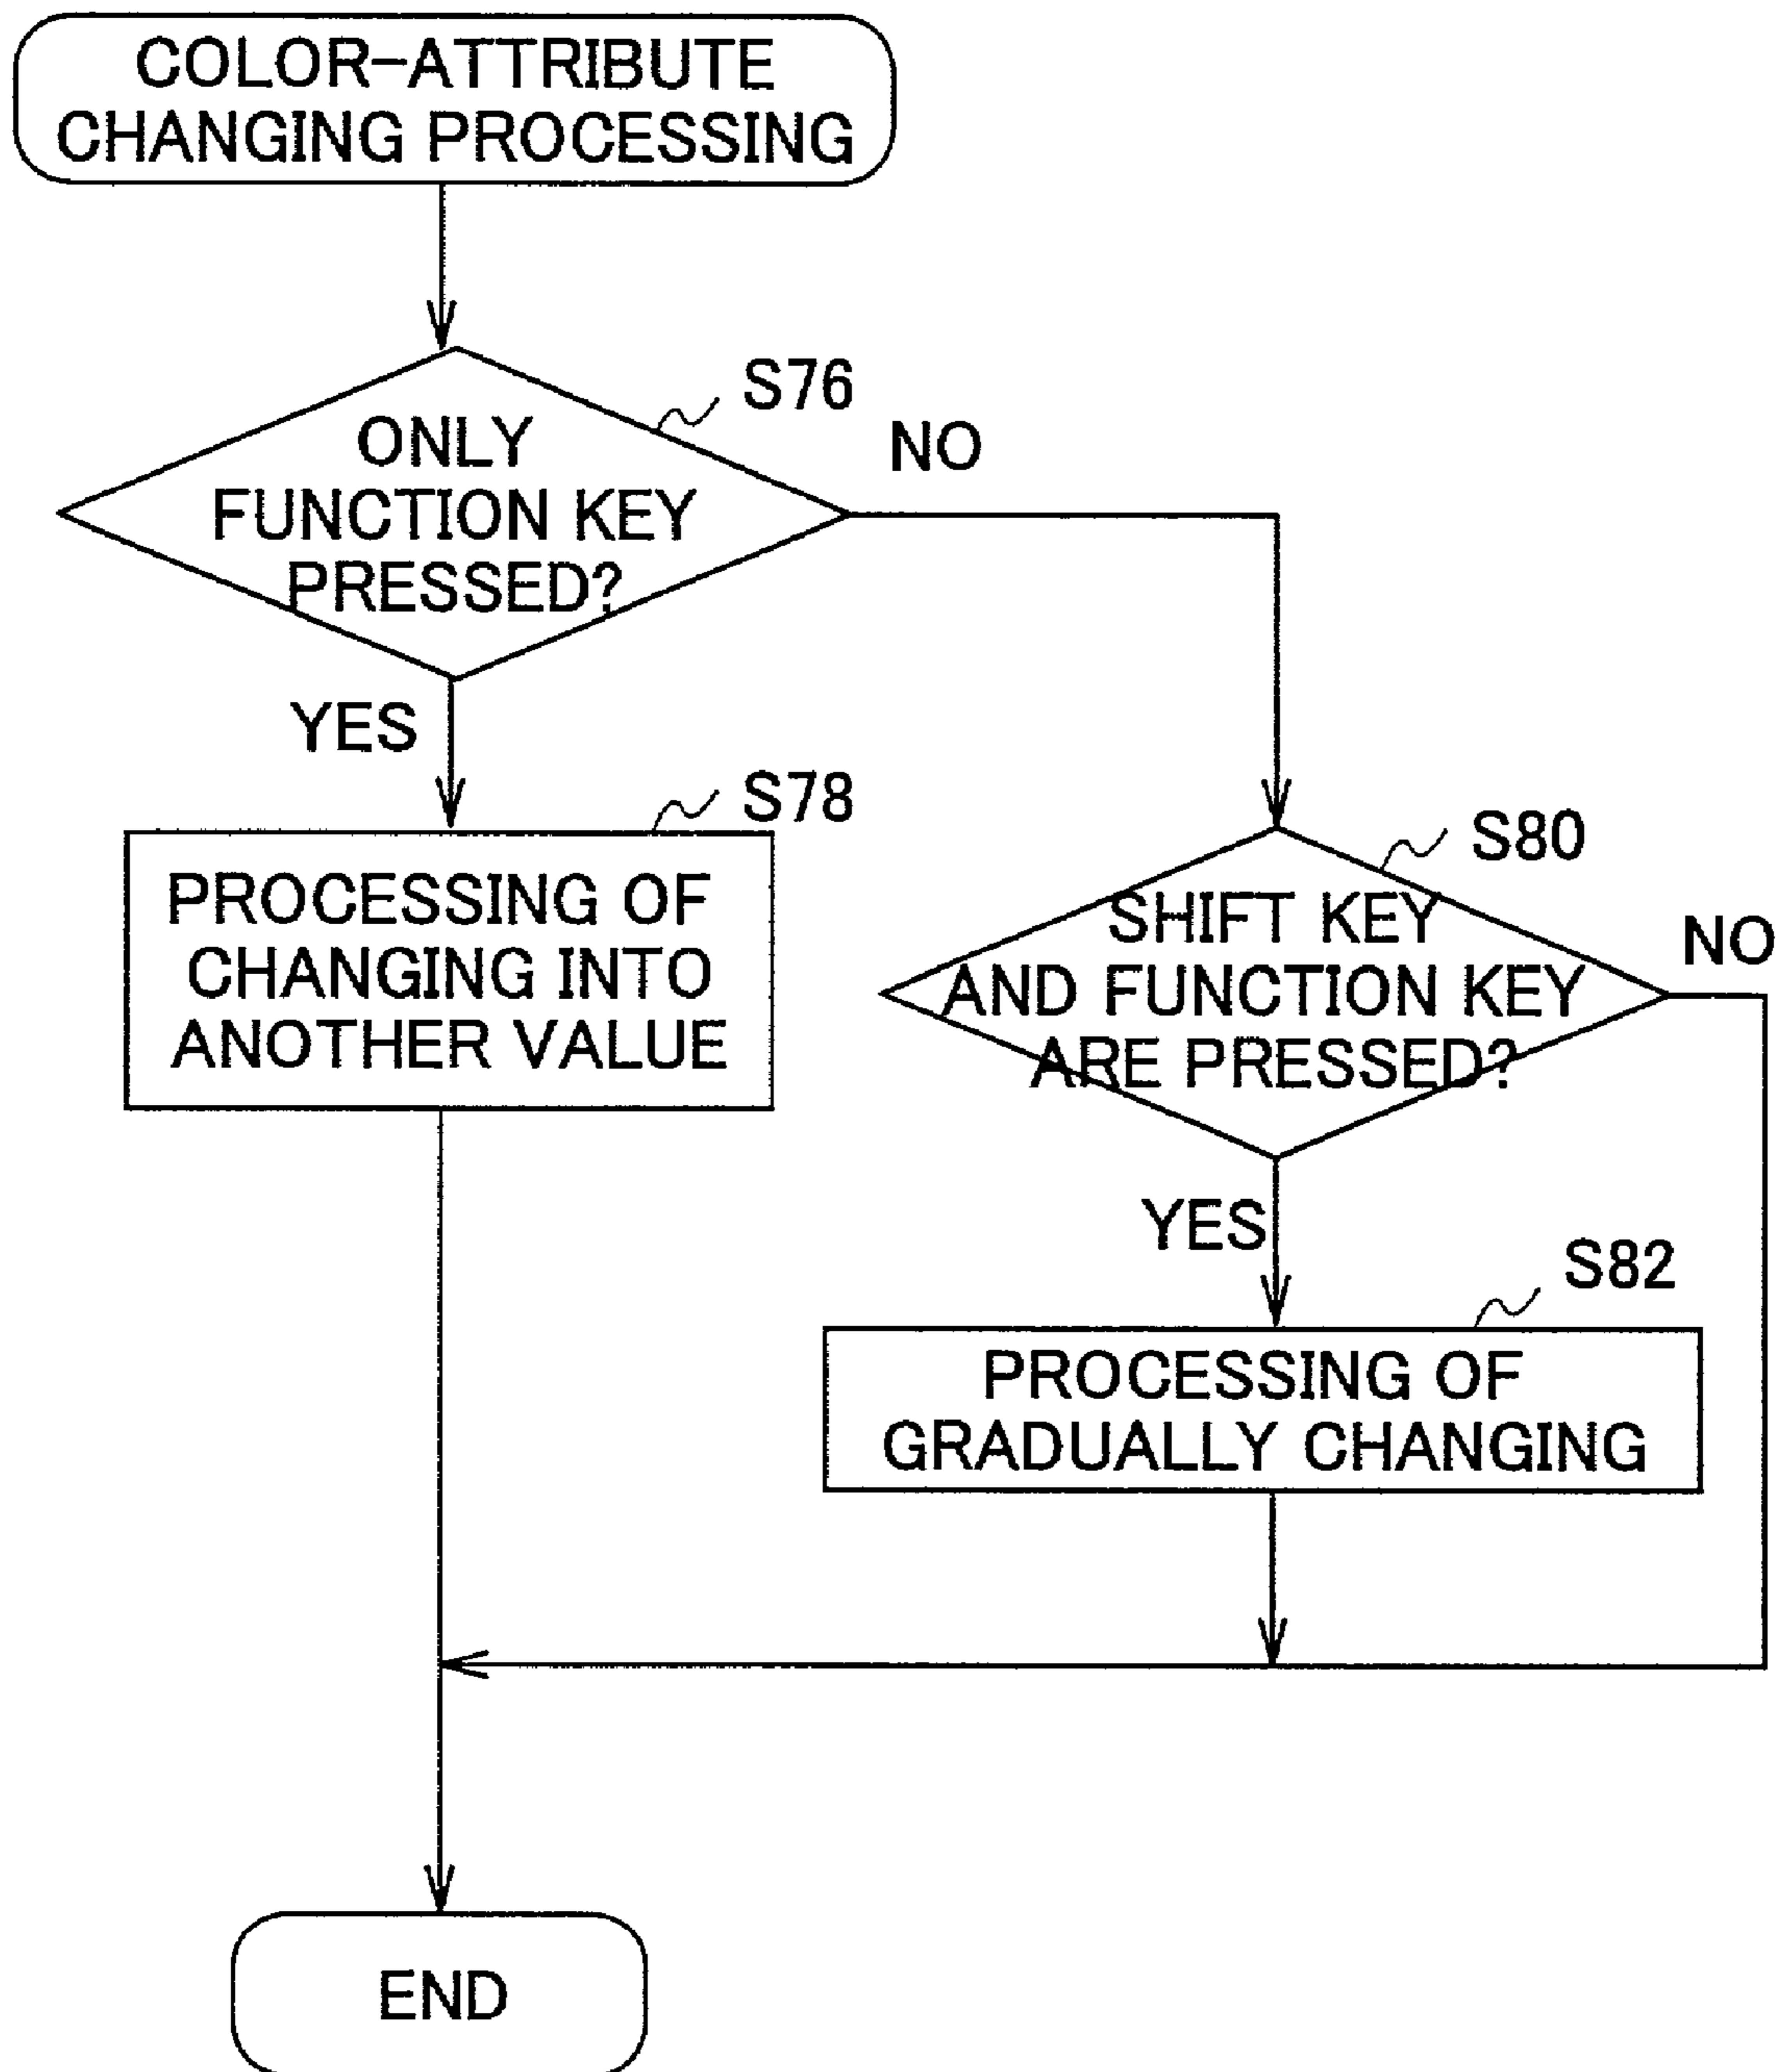 COLOR-ATTRIBUTE
CHANGING PROCESSING
S76
ONLY
FUNCTION KEY
PRESSED?
NO
YES
S78
PROCESSING OF
CHANGING INTO
ANOTHER VALUE
S80
SHIFT KEY
AND FUNCTION KEY
ARE PRESSED?
NO
YES
S82
PROCESSING OF
GRADUALLY CHANGING
END